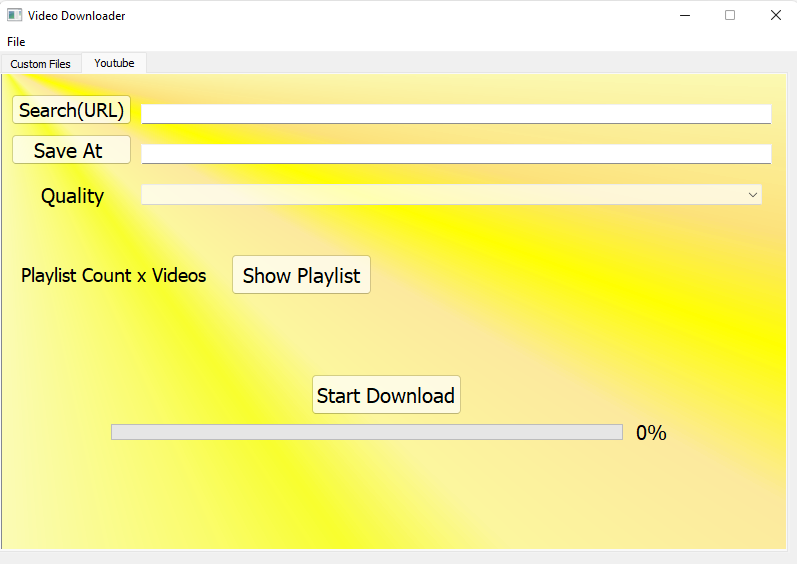 Video Downloader
File
Custom Files
Youtube
Search(URL)
Save At
Quality
Playlist Count x Videos
Show Playlist
Start Download
0%